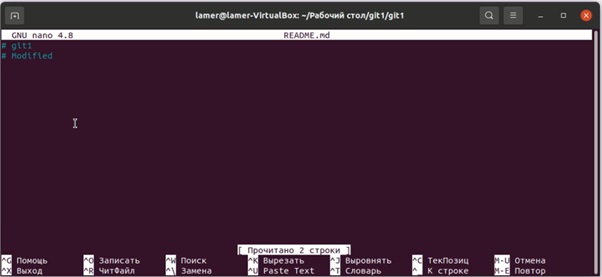 lamer@lamer-VirtualBox: ~/Рабочий стол/git1/git1
GNU nano 4.8 README.md
# git1
# Modified
[ Прочитано 2 строки ]
^G Помощь ^O Записать ^W Поиск ^K Вырезать ^J Выровнять ^C ТекПозиц M-U Отмена
^X Выход ^R ЧитФайл ^\ Замена ^U Paste Text ^T Словарь ^_ К строке M-E Повтор